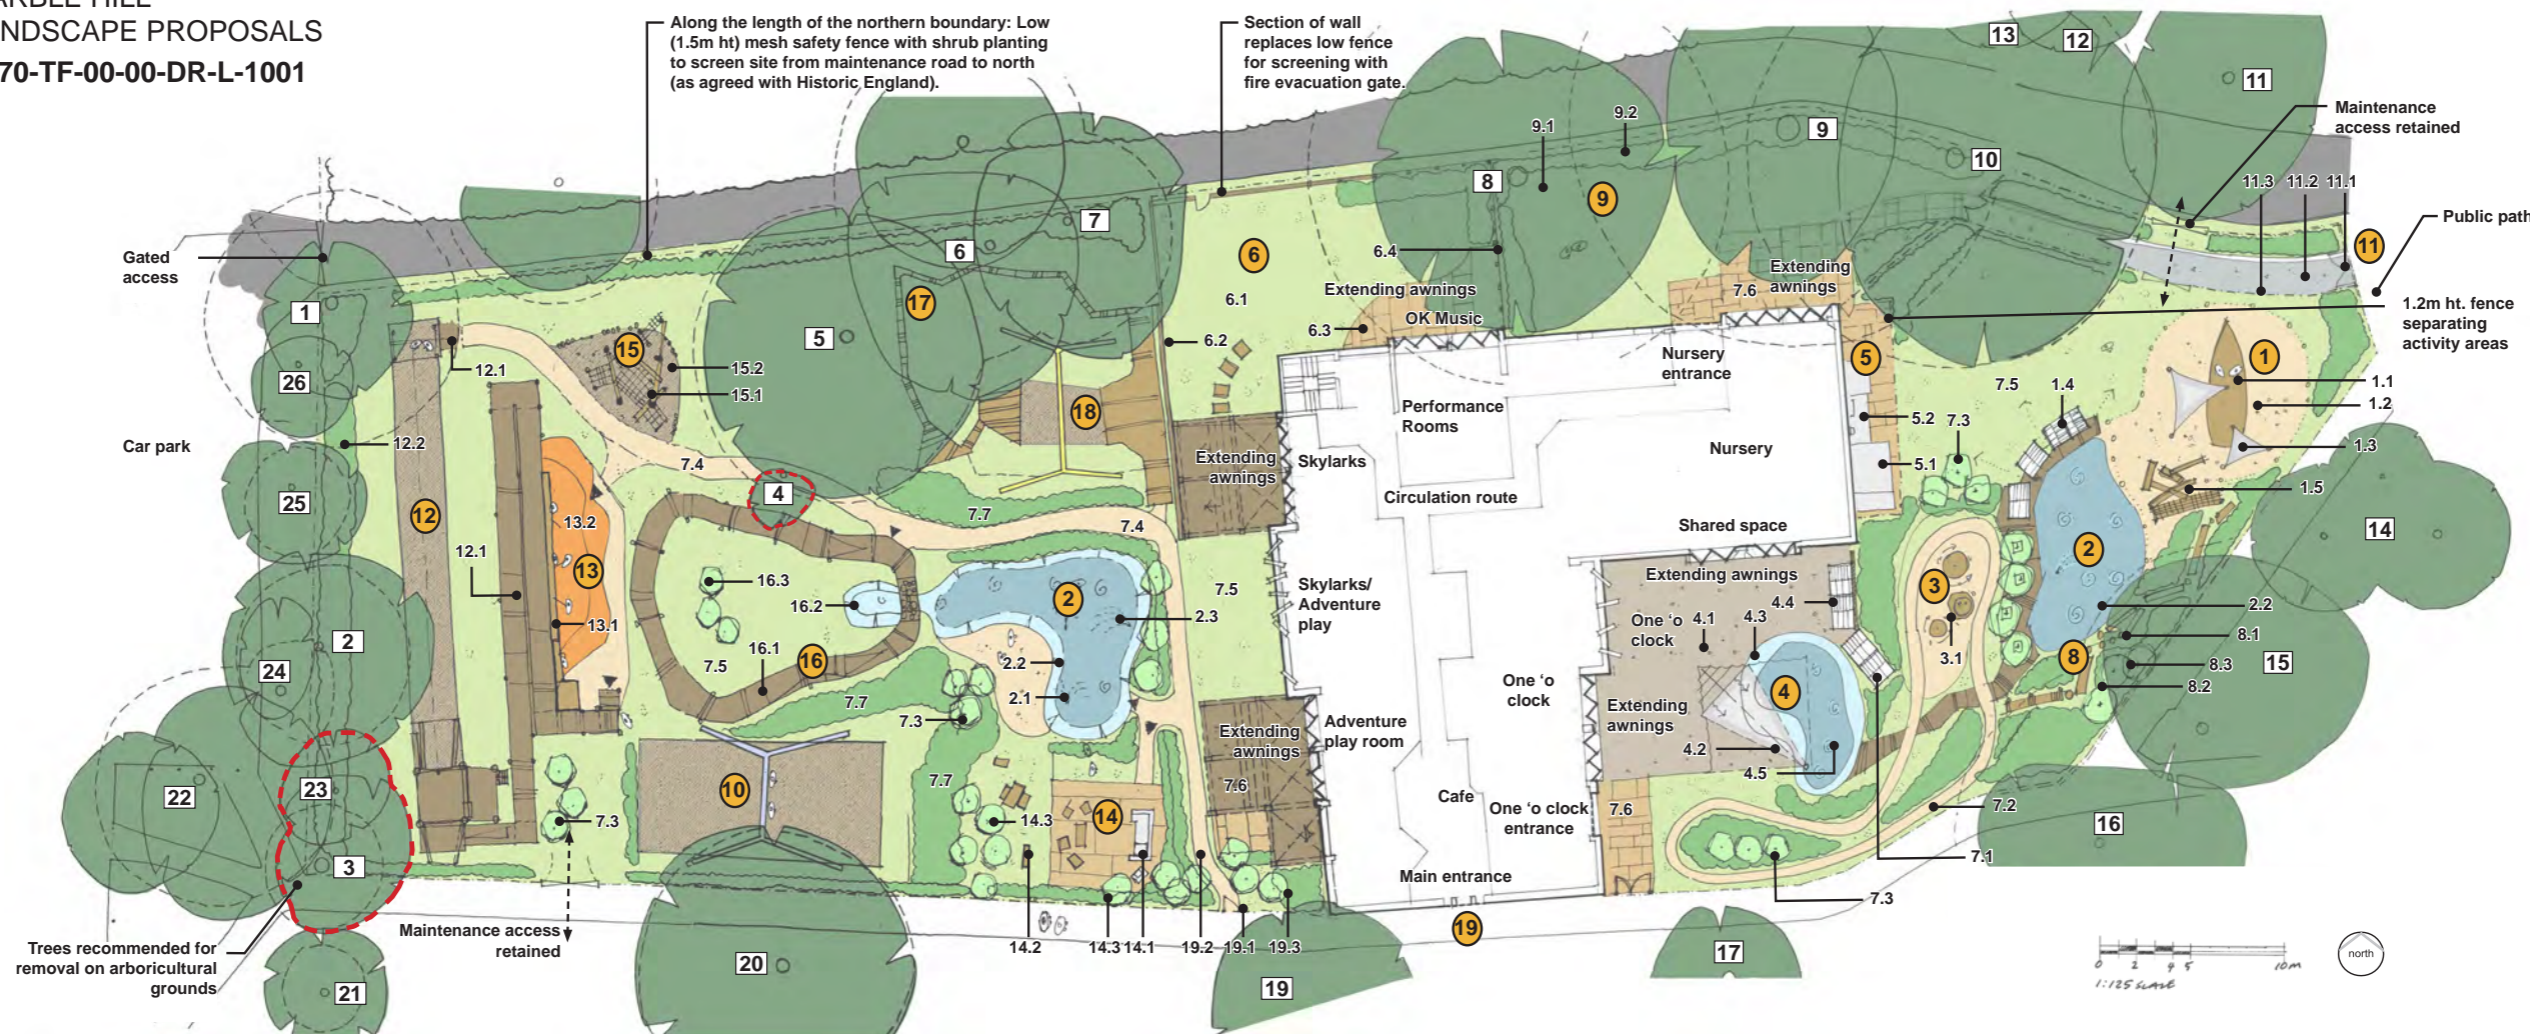 ARBLE HILL
NDSCAPE PROPOSALS
70-TF-00-00-DR-L-1001
Along the length of the northern boundary: Low
(1.5m ht) mesh safety fence with shrub planting
to screen site from maintenance road to north
(as agreed with Historic England).
Section of wall
replaces low fence
for screening with
fire evacuation gate.
13
12
11
Maintenance
access retained
9.1
9.2
9
10
8
9
11.3 11.2 11.1
11
Public path
Gated
access
7
6
6
6.4
Extending
awnings
7.6
1
17
5
6.1
Extending awnings
OK Music
6.3
6.2
1.2m ht. fence
separating
activity areas
15
15.2
15.1
12.1
26
Nursery
entrance
5
7.5
1.4
1
1.1
1.2
1.3
1.5
18
Performance
Rooms
5.2
7.3
5.1
Car park
12.2
7.4
Extending
awnings
Skylarks
Nursery
4
25
12
13.2
7.7
7.4
Circulation route
Shared space
14
12.1
13
13.1
16.3
16.2
2
2.3
7.5
Skylarks/
Adventure
play
Extending awnings
4.4
One ‘o
clock
4.1
4.3
3
3.1
2
2.2
8.1
8
8.3
8.2
15
2
24
7.5
16.1
16
2.2
2.1
7.7
7.3
One ‘o
clock
4
Extending
awnings
4.2
4.5
Extending
awnings
Adventure
play room
22
23
10
7.7
7.6
Cafe
One ‘o clock
entrance
7.6
7.2
16
7.3
14.3
14
3
Main entrance
7.1
7.3
19
Trees recommended for
removal on arboricultural
grounds
Maintenance access
retained
14.2
14.3 14.1
19.2 19.1 19.3
21
20
19
17
0 2 4 5 10m
1:125 SCALE
north